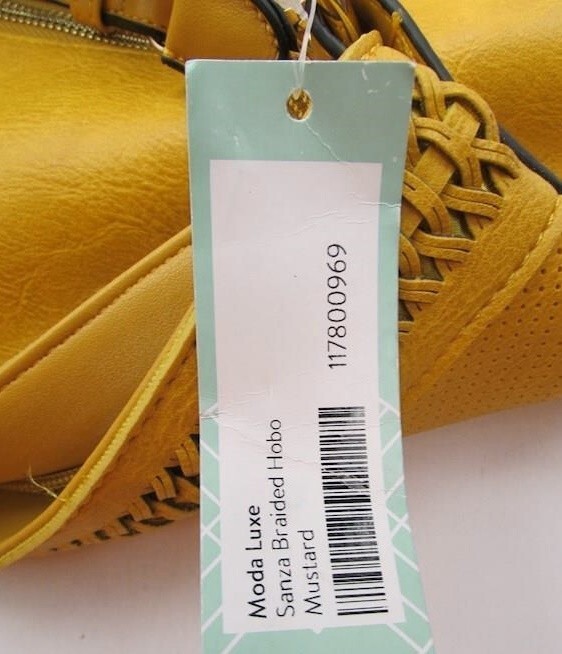 Moda Luxe
Sanza Braided Hobo
Mustard
117800969